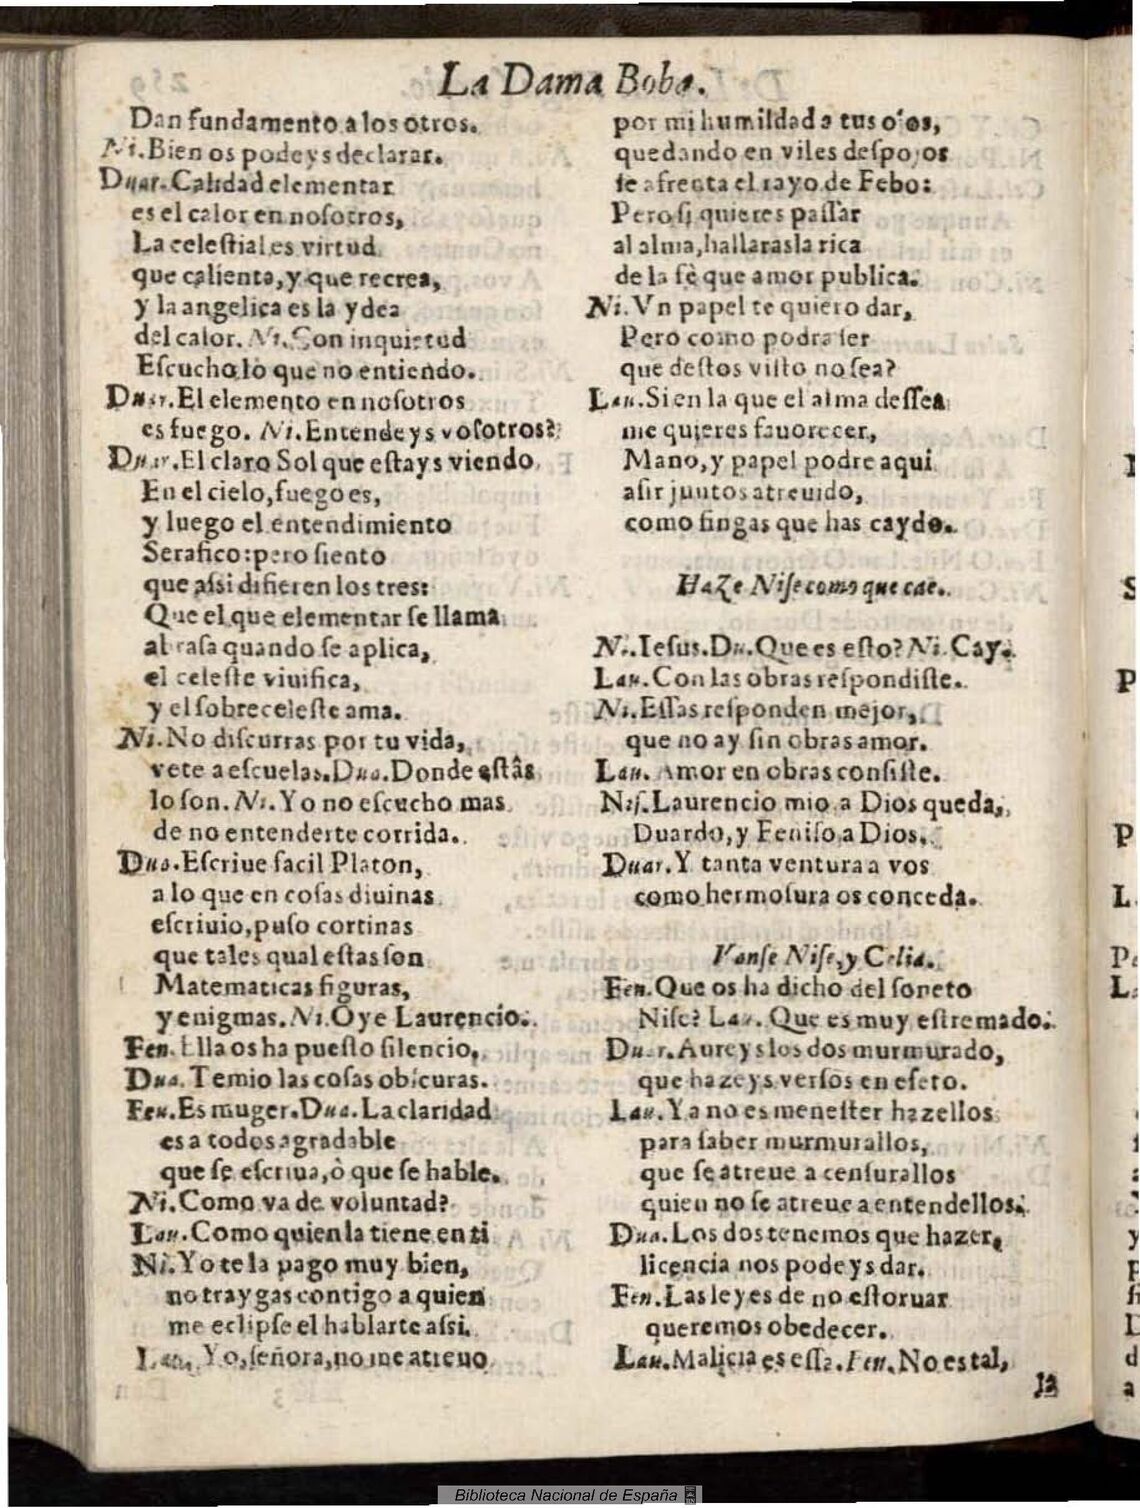 La Dama Boba.
Dan fundamento a los otros.
Ni. Bien os podeys declarar.
Duar. Calidad elementar
es el calor en nosotros,
La celestial es virtud
que calienta, y que recrea,
y la angelica es la ydea
del calor. Ni. Con inquietud
Escucho lo que no entiendo.
Duar. El elemento en nosotros
es fuego. Ni. Entendeys vosotros?
Duar. El claro Sol que estays viendo
En el cielo, fuego es,
y luego el entendimiento
Serafico: pero siento
que assi difieren los tres:
Que el que elementar se llama
abrasa quando se aplica,
el celeste viuifica,
y el sobreceleste ama.
Ni. No discurras por tu vida,
vete a escuelas. Dua. Donde estâs
lo son. Ni. Yo no escucho mas
de no entenderte corrida.
Dua. Escriue facil Platon,
a lo que en cosas diuinas
escriuio, puso cortinas
que tales qual estas son
Matematicas figuras,
y enigmas. Ni. Oye Laurencio.
Fen. Ella os ha puesto silencio,
Dua. Temio las cosas obscuras.
Fen. Es muger. Dua. La claridad
es a todos agradable
que se escriua, ò que se hable.
Ni. Como va de voluntad?
Lau. Como quien la tiene en ti
Ni. Yo te la pago muy bien,
no traygas contigo a quien
me eclipse el hablarte assi.
Lau. Yo, señora, no me atreuo
por mi humildad a tus ojos,
quedando en viles despojos
se afrenta el rayo de Febo:
Pero si quieres passar
al alma, hallarasla rica
de la fè que amor publica.
Ni. Vn papel te quiero dar,
Pero como podra ser
que destos visto no sea?
Lau. Si en la que el alma dessea
me quieres fauorecer,
Mano, y papel podre aqui
asir juntos atreuido,
como fingas que has caydo.
Haze Nise como que cae.
Ni. Iesus. Du. Que es esto? Ni. Cay.
Lau. Con las obras respondiste.
Ni. Essas responden mejor,
que no ay sin obras amor.
Lau. Amor en obras consiste.
Nis. Laurencio mio a Dios queda,
Duardo, y Feniso, a Dios.
Duar. Y tanta ventura a vos
como hermosura os conceda.
Vanse Nise, y Celia.
Fen. Que os ha dicho del soneto
Nise? Lau. Que es muy estremado.
Duar. Aureys los dos murmurado,
que hazeys versos en efeto.
Lau. Ya no es menester hazellos
para saber murmurallos,
que se atreue a censurallos
quien no se atreue a entendellos.
Dua. Los dos tenemos que hazer,
licencia nos podeys dar.
Fen. Las leyes de no estoruar
queremos obedecer.
Lau. Malicia es essa. Fen. No es tal,
la
Biblioteca Nacional de España